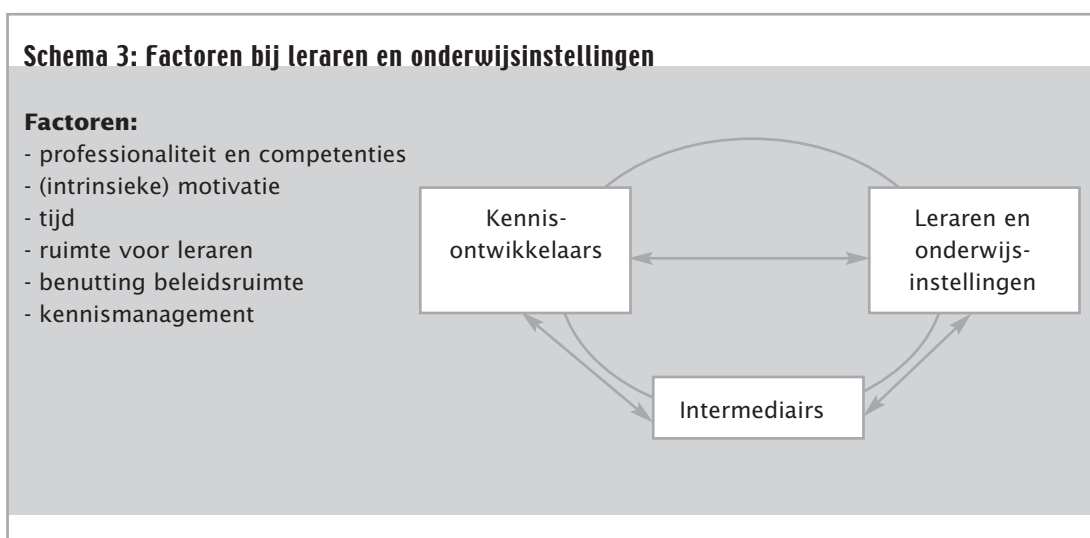 Schema 3: Factoren bij leraren en onderwijsinstellingen
Factoren:
- professionaliteit en competenties
- (intrinsieke) motivatie
- tijd
- ruimte voor leraren
- benutting beleidsruimte
- kennismanagement
Kennis-
ontwikkelaars
Leraren en
onderwijs-
instellingen
Intermediairs